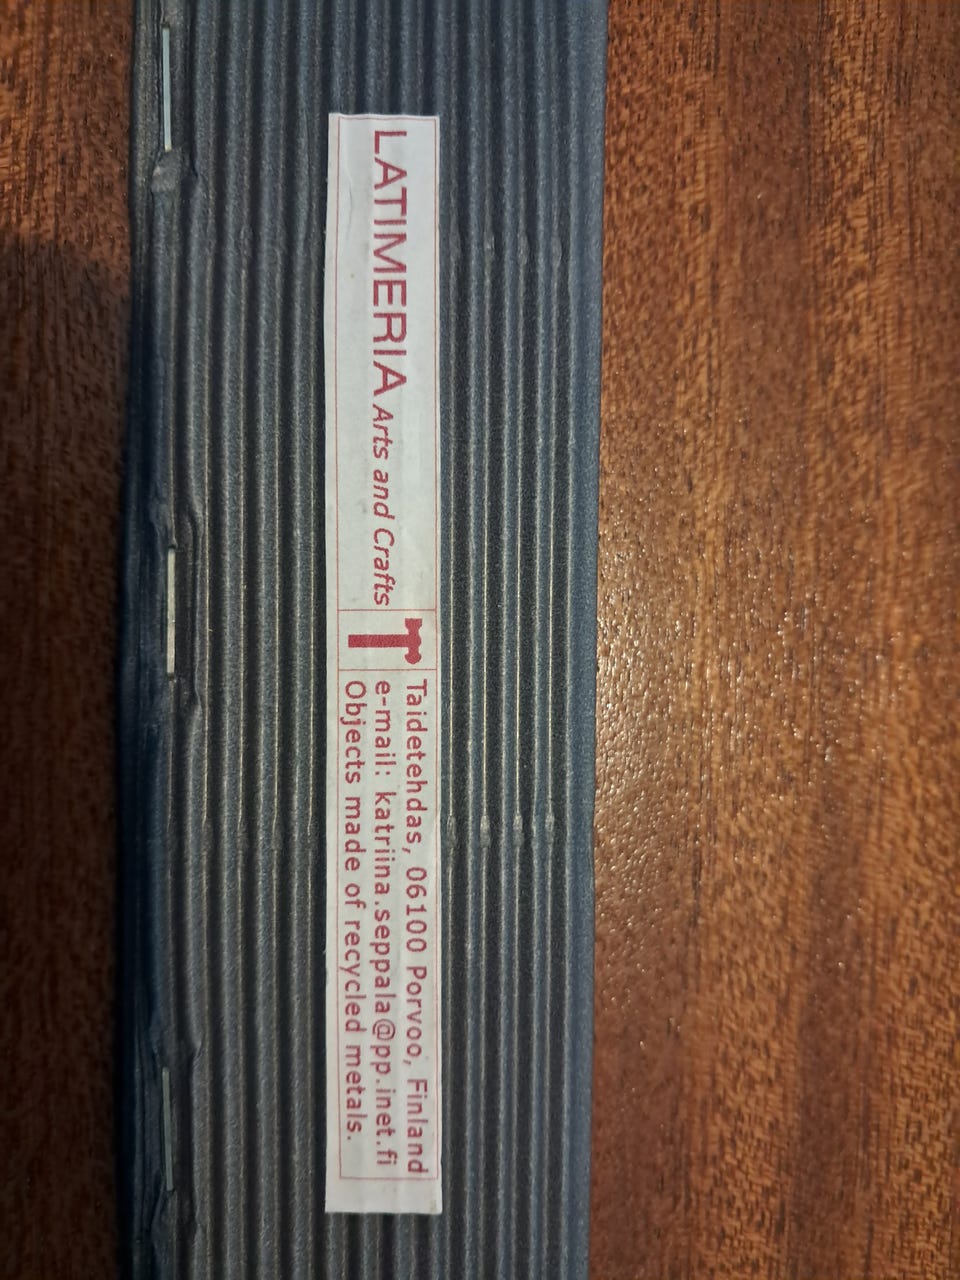 LATIMERIA Arts and Crafts
Taidetehdas, 06100 Porvoo, Finland
e-mail: katriina.seppala@pp.inet.fi
Objects made of recycled metals.